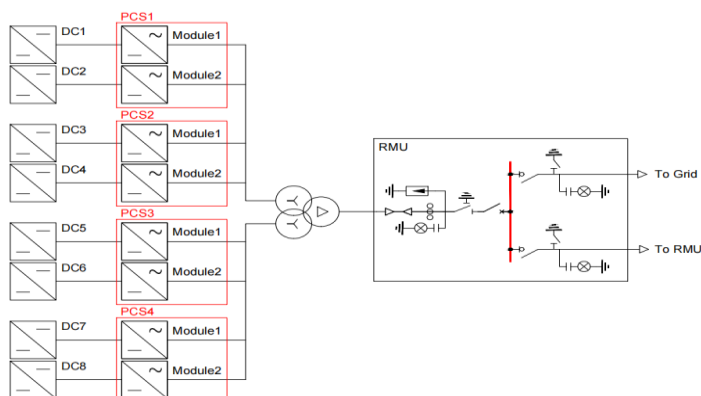 PCS1
DC1
Module1
DC2
Module2
PCS2
DC3
Module1
DC4
Module2
PCS3
DC5
Module1
DC6
Module2
PCS4
DC7
Module1
DC8
Module2
RMU
To Grid
To RMU